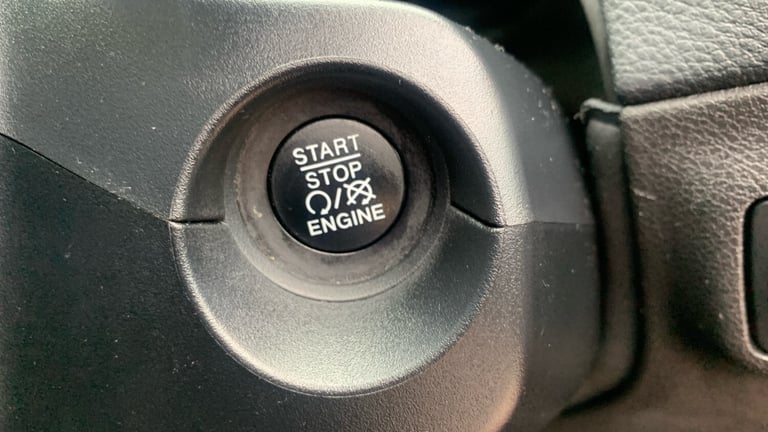 START
STOP
/
ENGINE